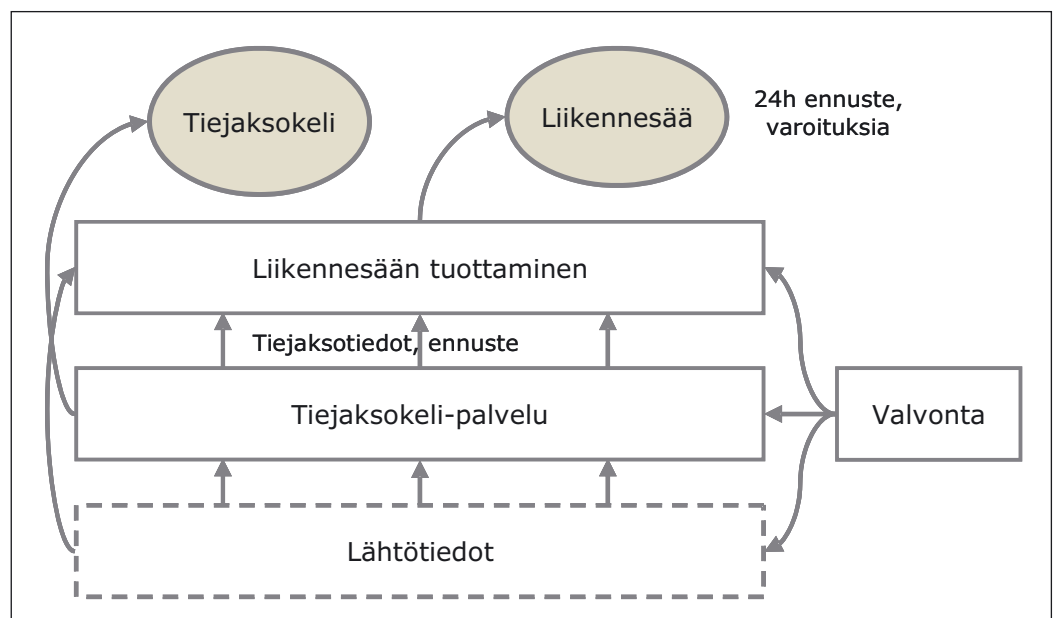 Tiejaksokeli
Liikennesää
24h ennuste,
varoituksia
Liikennesään tuottaminen
Tiejaksotiedot, ennuste
Tiejaksokeli-palvelu
Valvonta
Lähtötiedot